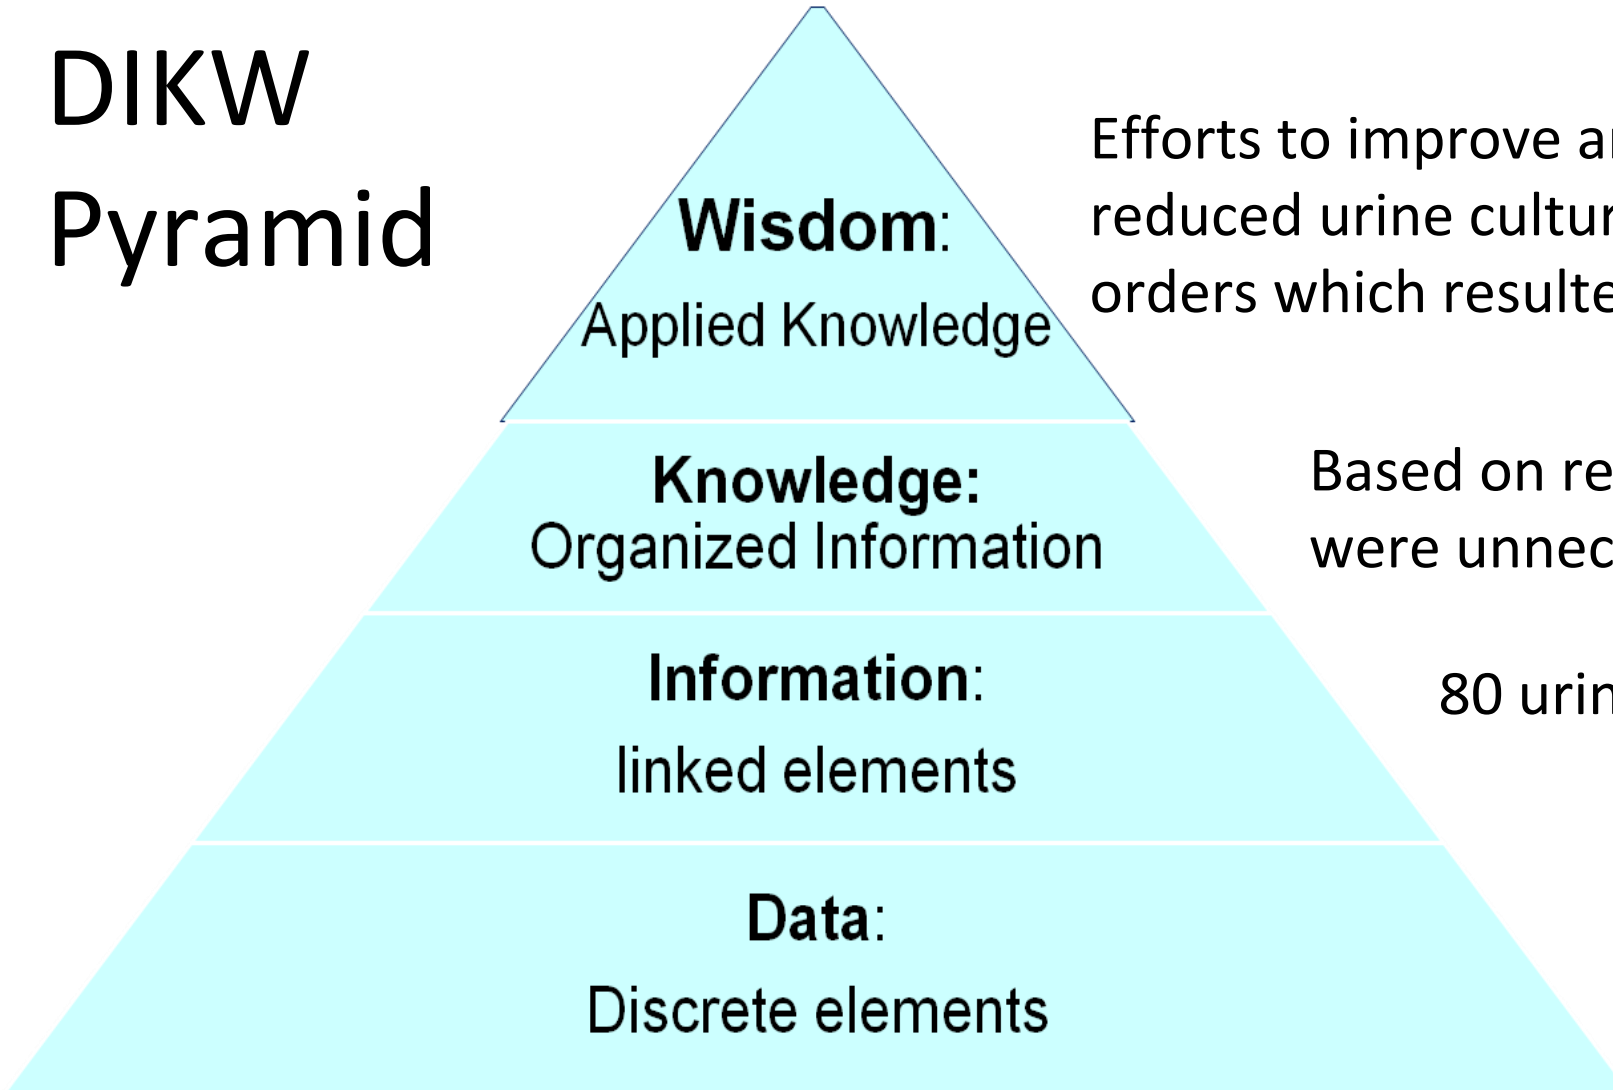 DIKW
Pyramid
Wisdom:
Applied Knowledge
Efforts to improve
reduced urine
orders which
Knowledge:
Organized Information
Based on
were
Information:
linked elements
80
Data:
Discrete elements